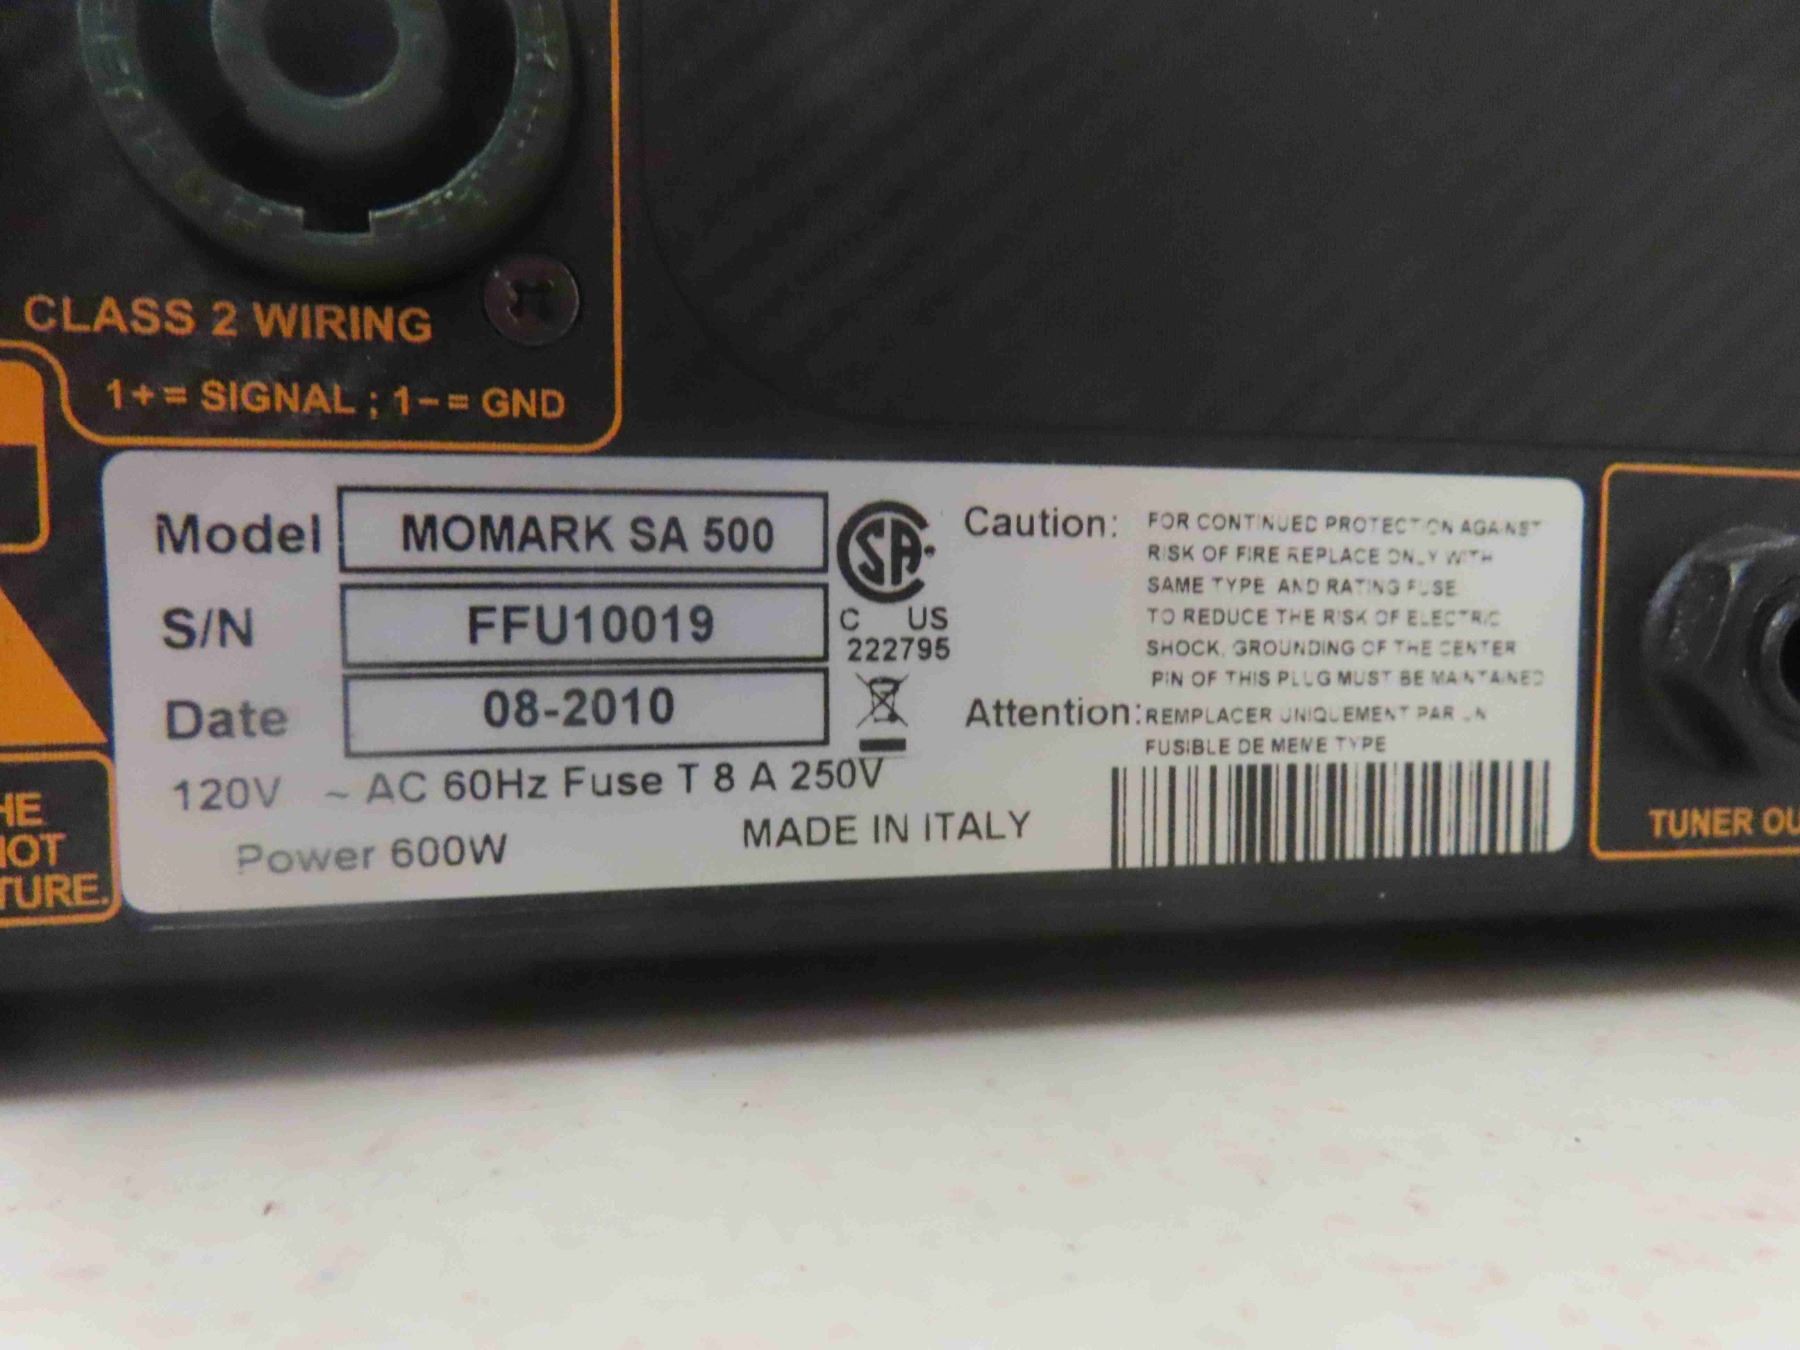 CLASS 2 WIRING
1+ = SIGNAL ; 1- = GND
Model MOMARK SA 500
S/N FFU10019
Date 08-2010
120V ~ AC 60Hz Fuse T 8 A 250V
Power 600W
MADE IN ITALY
SA
C US
222795
Caution: FOR CONTINUED PROTECTION AGAINST
RISK OF FIRE REPLACE ONLY WITH
SAME TYPE AND RATING FUSE
TO REDUCE THE RISK OF ELECTRIC
SHOCK, GROUNDING OF THE CENTER
PIN OF THIS PLUG MUST BE MAINTAINED
Attention: REMPLACER UNIQUEMENT PAR UN
FUSIBLE DE MEME TYPE
HE
IOT
TURE.
TUNER OU